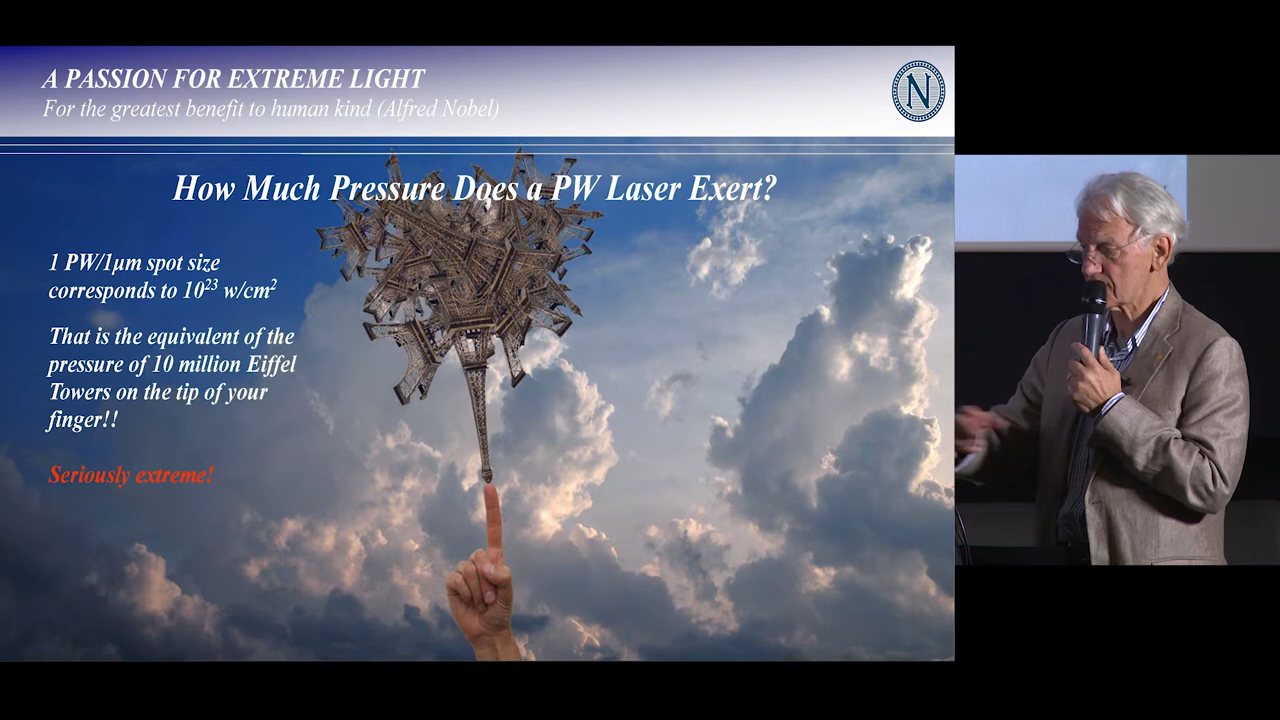 A PASSION FOR EXTREME LIGHT
For the greatest benefit to human kind (Alfred Nobel)
N
How Much Pressure Does a PW Laser Exert?
1 PW/1µm spot size
corresponds to 10²³ w/cm²
That is the equivalent of the
pressure of 10 million Eiffel
Towers on the tip of your
finger!!
Seriously extreme!